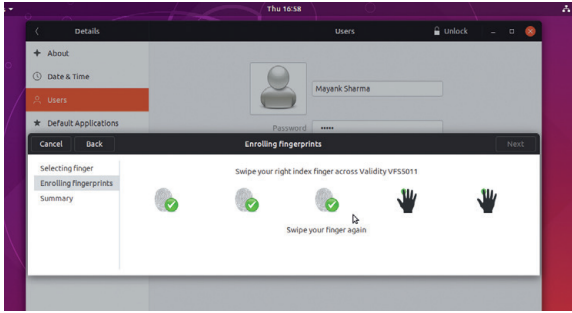 Thu 16:58
Details
Users
Unlock
About
Date & Time
Users
Default Applications
Mayank Sharma
Password •••••
Cancel
Back
Enrolling fingerprints
Next
Selecting finger
Enrolling fingerprints
Summary
Swipe your right index finger across Validity VFS5011
Swipe your finger again